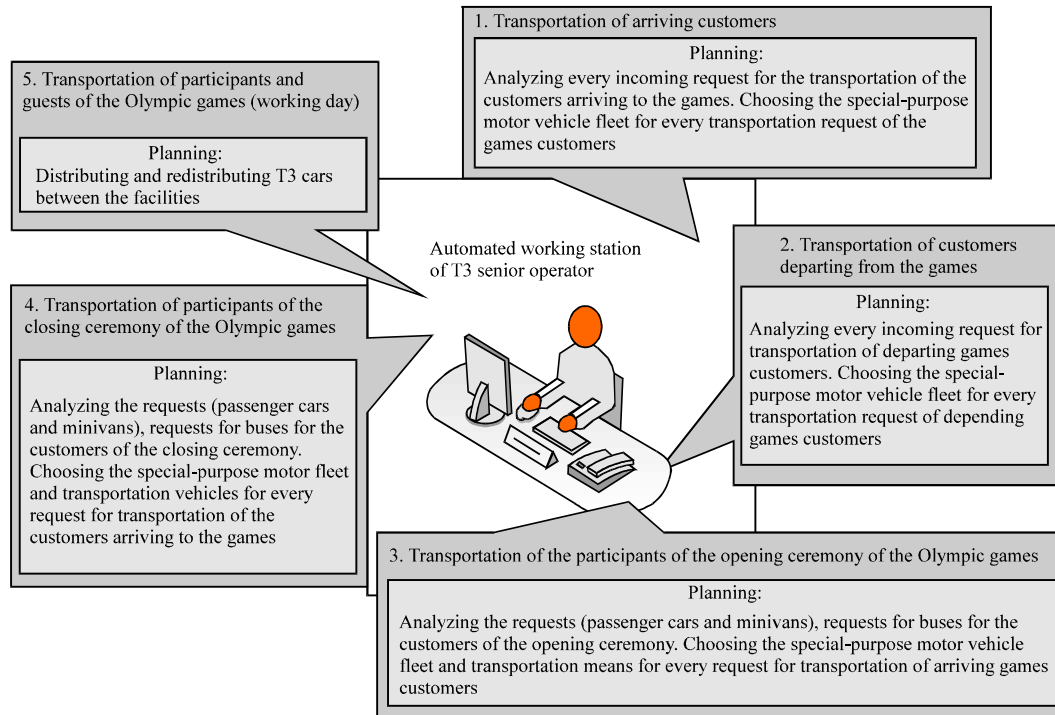 1. Transportation of arriving customers
Planning:
Analyzing every incoming request for the transportation of the
customers arriving to the games. Choosing the special-purpose
motor vehicle fleet for every transportation request of the
games customers
5. Transportation of participants and
guests of the Olympic games (working day)
Planning:
Distributing and redistributing T3 cars
between the facilities
Automated working station
of T3 senior operator
2. Transportation of customers
departing from the games
Planning:
Analyzing every incoming request for
transportation of departing games
customers. Choosing the special-
purpose motor vehicle fleet for every
transportation request of depending
games customers
4. Transportation of participants of the
closing ceremony of the Olympic games
Planning:
Analyzing the requests (passenger cars
and minivans), requests for buses for the
customers of the closing ceremony.
Choosing the special-purpose motor fleet
and transportation vehicles for every
request for transportation of the
customers arriving to the games
3. Transportation of the participants of the opening ceremony of the Olympic games
Planning:
Analyzing the requests (passenger cars and minivans), requests for buses for the
customers of the opening ceremony. Choosing the special-purpose motor vehicle
fleet and transportation means for every request for transportation of arriving games
customers